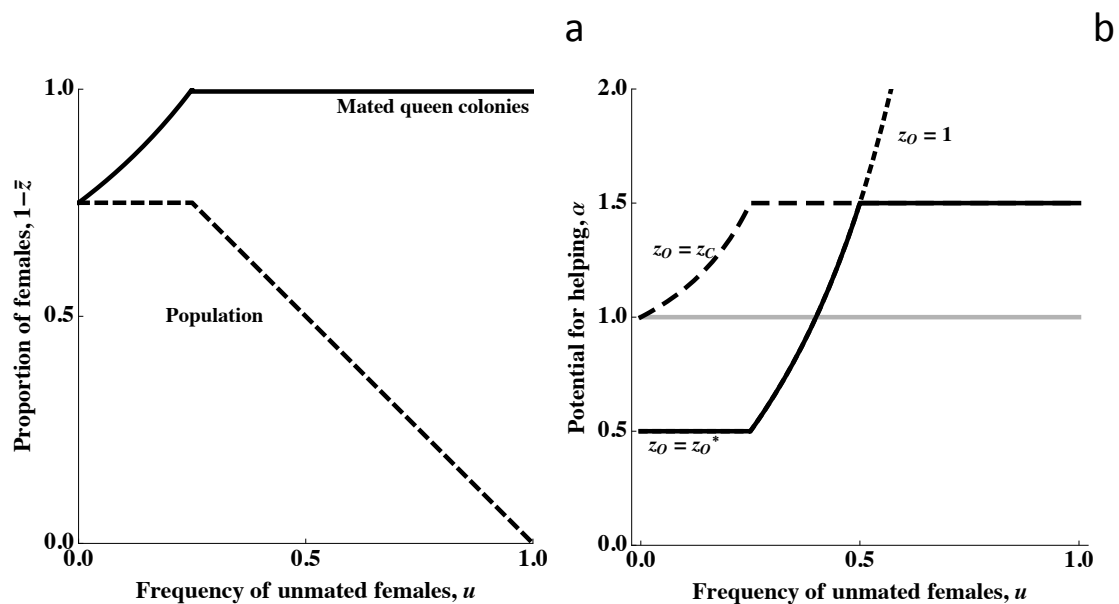 a
1.0
0.5
0.0
0.0
0.5
1.0
Mated queen colonies
Population
Proportion of females, 1−z̄
Frequency of unmated females, u
b
2.0
1.5
1.0
0.5
0.0
0.0
0.5
1.0
z_O = 1
z_O = z_C
z_O = z_O*
Potential for helping, α
Frequency of unmated females, u